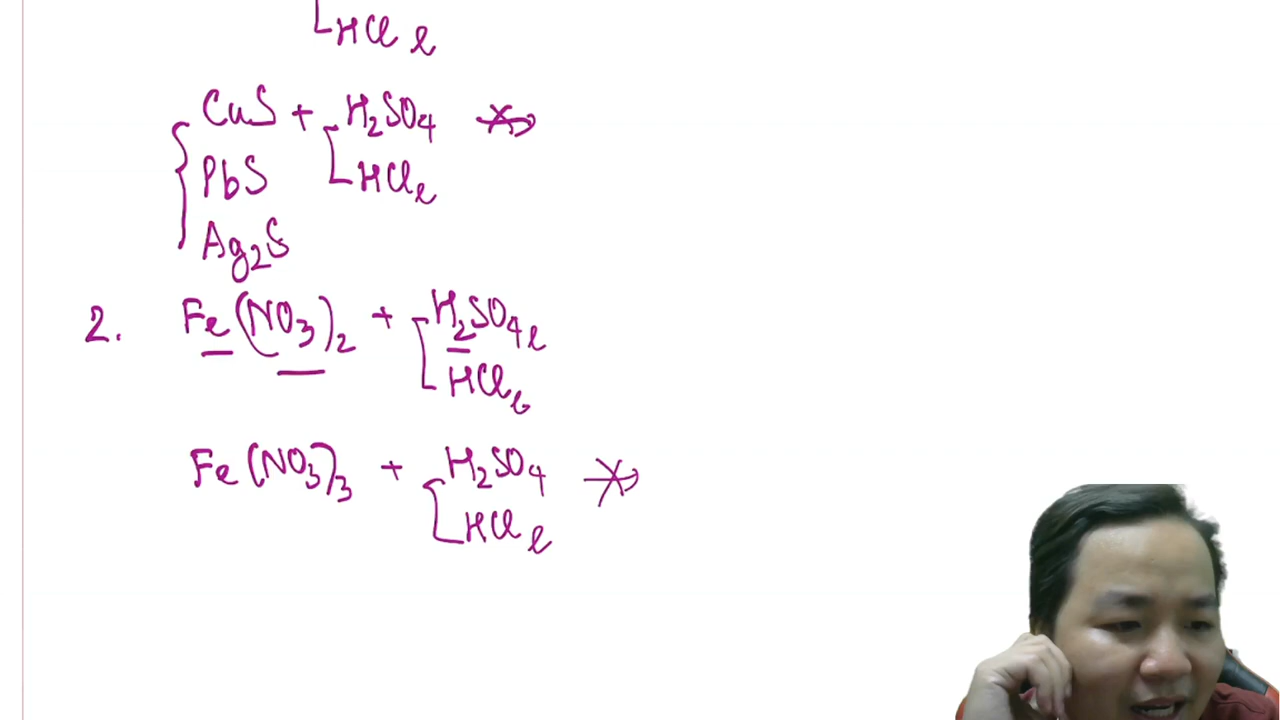 HCl l
CuS + H2SO4
PbS HCl l
Ag2S
2. Fe(NO3)2 + H2SO4 l
HCl l
Fe(NO3)3 + H2SO4
HCl l